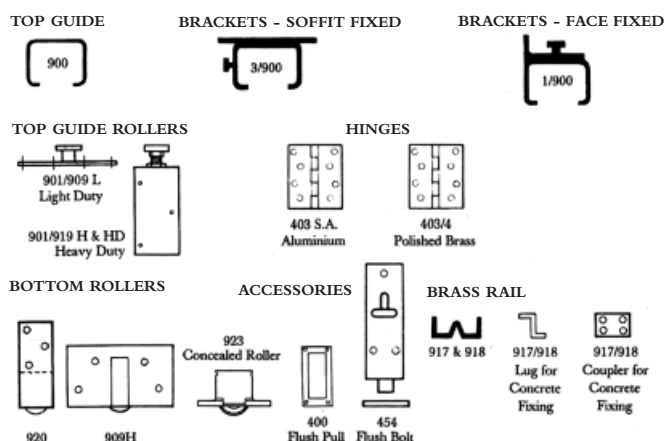 TOP GUIDE
900
BRACKETS - SOFFIT FIXED
3/900
BRACKETS - FACE FIXED
1/900
TOP GUIDE ROLLERS
901/909 L
Light Duty
901/919 H & HD
Heavy Duty
HINGES
403 S.A.
Aluminium
403/4
Polished Brass
BOTTOM ROLLERS
920
909H
923
Concealed Roller
ACCESSORIES
400
Flush Pull
454
Flush Bolt
BRASS RAIL
917 & 918
917/918
Lug for
Concrete
Fixing
917/918
Coupler for
Concrete
Fixing